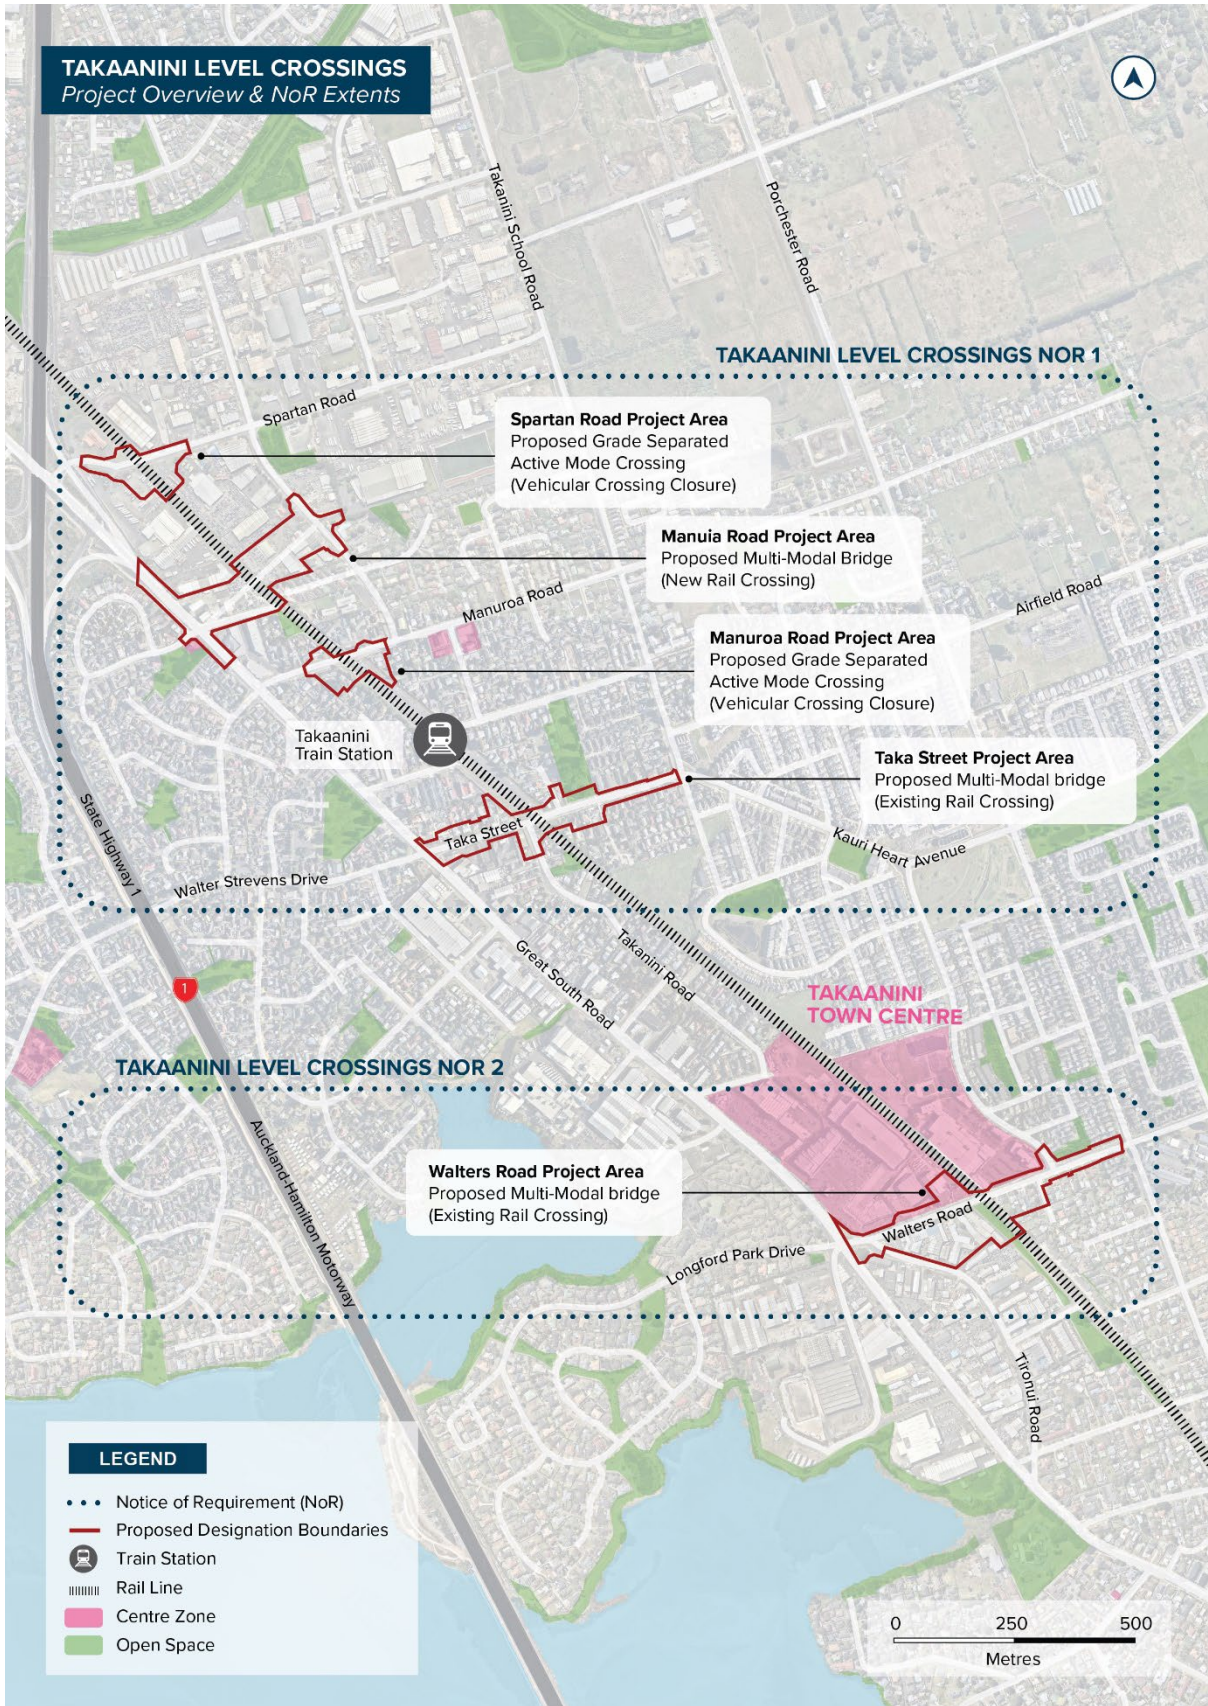 TAKAANINI LEVEL CROSSINGS
Project Overview & NoR Extents
Takanini School Road
Porchester Road
TAKAANINI LEVEL CROSSINGS NOR 1
Spartan Road
Spartan Road Project Area
Proposed Grade Separated
Active Mode Crossing
(Vehicular Crossing Closure)
Manuia Road Project Area
Proposed Multi-Modal Bridge
(New Rail Crossing)
Manuroa Road
Airfield Road
Manuroa Road Project Area
Proposed Grade Separated
Active Mode Crossing
(Vehicular Crossing Closure)
Takaanini
Train Station
Taka Street Project Area
Proposed Multi-Modal bridge
(Existing Rail Crossing)
State Highway 1
Taka Street
Kauri Heart Avenue
Walter Strevens Drive
Great South Road
Takanini Road
1
TAKAANINI
TOWN CENTRE
TAKAANINI LEVEL CROSSINGS NOR 2
Auckland-Hamilton Motorway
Walters Road Project Area
Proposed Multi-Modal bridge
(Existing Rail Crossing)
Walters Road
Longford Park Drive
Tironui Road
LEGEND
Notice of Requirement (NoR)
Proposed Designation Boundaries
Train Station
Rail Line
Centre Zone
Open Space
0 250 500
Metres